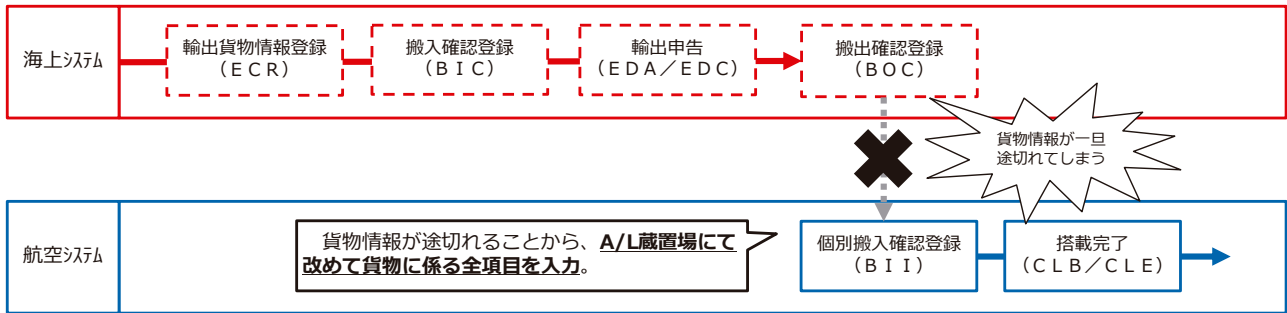 海上ｼｽﾃﾑ
輸出貨物情報登録
（ＥＣＲ）
搬入確認登録
（ＢＩＣ）
輸出申告
（ＥＤＡ／ＥＤＣ）
搬出確認登録
（ＢＯＣ）
貨物情報が一旦
途切れてしまう
航空ｼｽﾃﾑ
貨物情報が途切れることから、A/L蔵置場にて
改めて貨物に係る全項目を入力。
個別搬入確認登録
（ＢＩＩ）
搭載完了
（ＣＬＢ／ＣＬＥ）